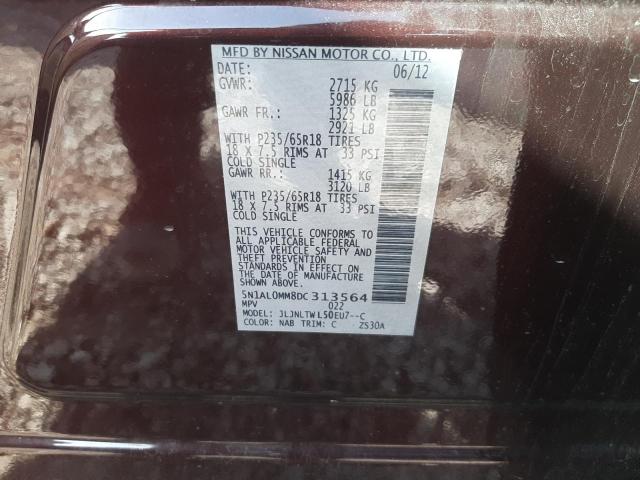 MFD BY NISSAN MOTOR CO., LTD.
DATE: 06/12
GVWR: 2715 KG
5986 LB
GAWR FR.: 1325 KG
2921 LB
WITH P235/65R18 TIRES
18 X 7.5 RIMS AT 33 PSI
COLD SINGLE
GAWR RR.: 1415 KG
3120 LB
WITH P235/65R18 TIRES
18 X 7.5 RIMS AT 33 PSI
COLD SINGLE
THIS VEHICLE CONFORMS TO
ALL APPLICABLE FEDERAL
MOTOR VEHICLE SAFETY AND
THEFT PREVENTION
STANDARDS IN EFFECT ON
THE DATE OF MANUFACTURE
SHOWN ABOVE.
5N1AL0MM8DC313564
MPV 022
MODEL: JLJNLTWL50EU7--C
COLOR: NAB TRIM: C ZS30A